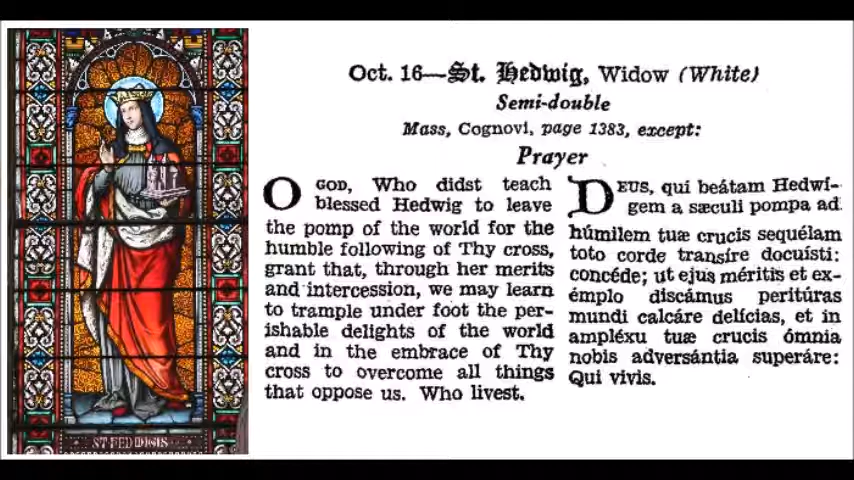 Oct. 16—St. Hedwig, Widow (White)
Semi-double
Mass, Cognovi, page 1383, except:
Prayer
O GOD, Who didst teach
blessed Hedwig to leave
the pomp of the world for the
humble following of Thy cross,
grant that, through her merits
and intercession, we may learn
to trample under foot the per-
ishable delights of the world
and in the embrace of Thy
cross to overcome all things
that oppose us. Who livest.
DEUS, qui beátam Hedwí-
gem a sæculi pompa ad
húmilem tuæ crucis sequélam
toto corde transíre docuísti:
concéde; ut ejus méritis et ex-
émplo discámus peritúras
mundi calcáre delícias, et in
ampléxu tuæ crucis ómnia
nobis adversántia superáre:
Qui vivis.
ST